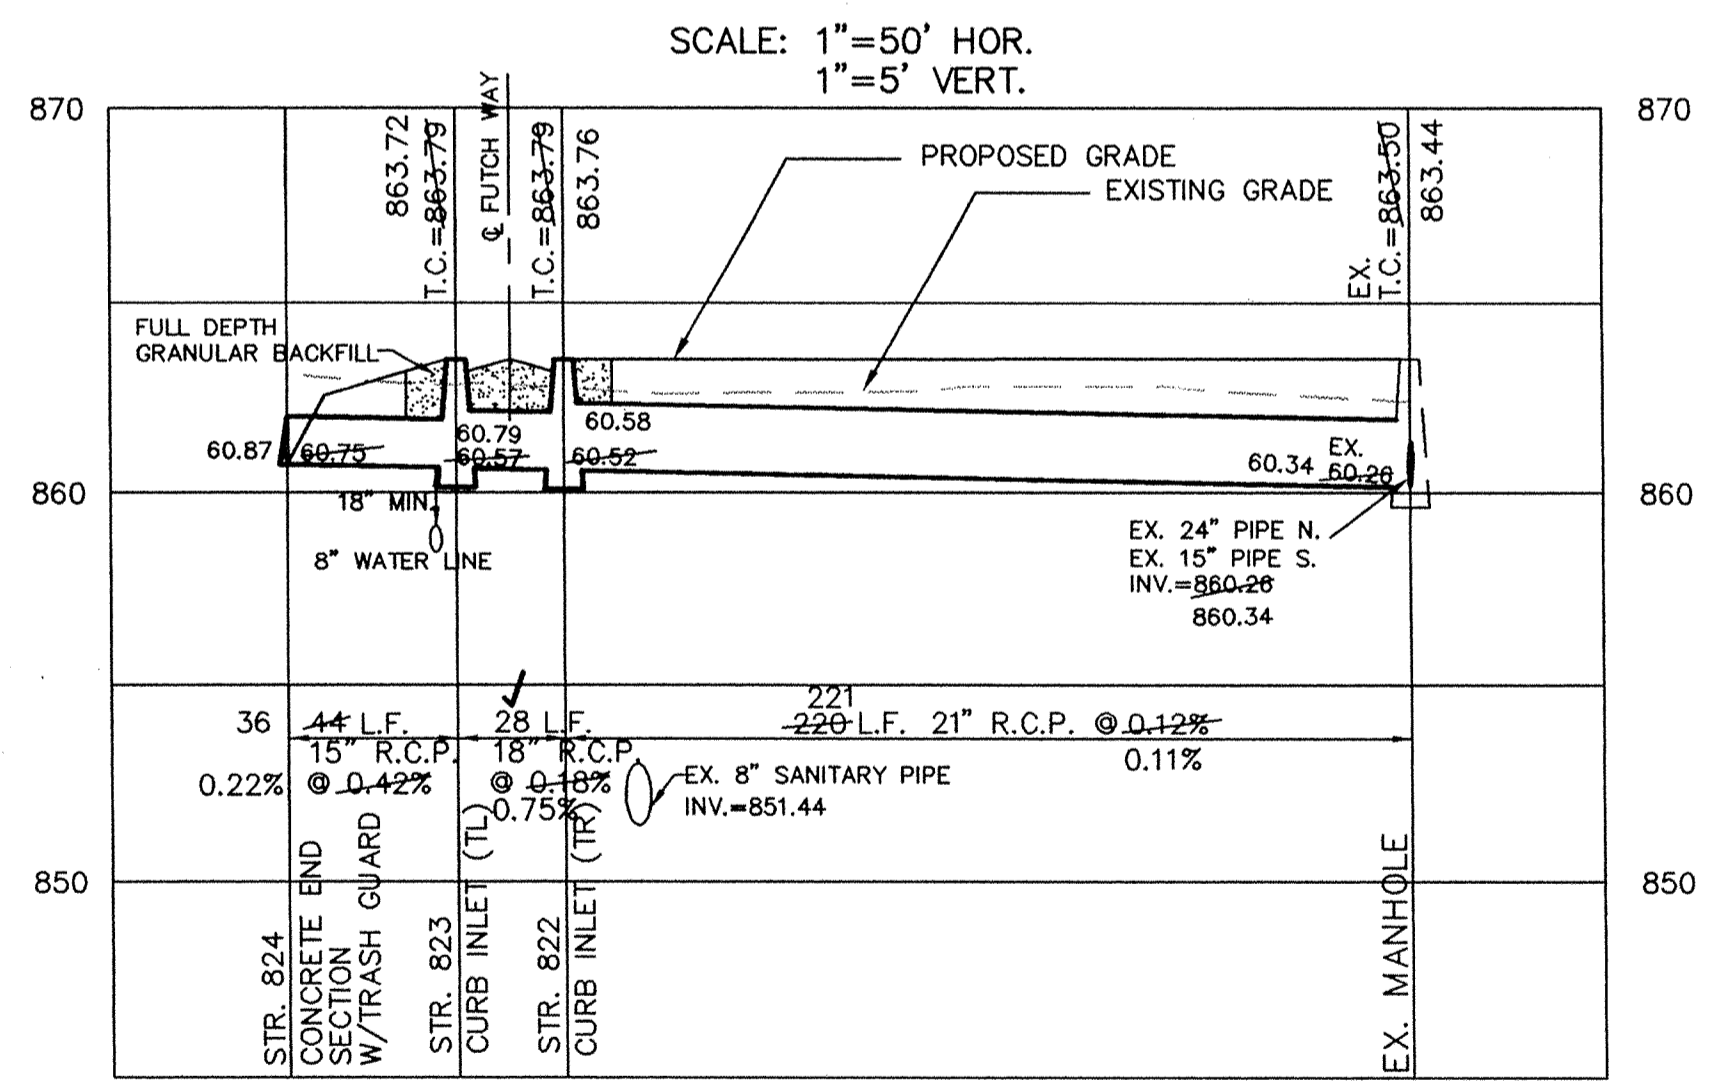 SCALE: 1"=50' HOR.
1"=5' VERT.
870
870
863.72
T.C.=863.79
℄ FUTCH WAY
T.C.=863.79
863.76
PROPOSED GRADE
EXISTING GRADE
EX.
T.C.=863.50
863.44
FULL DEPTH
GRANULAR BACKFILL
60.87
60.75
60.79
60.57
60.58
60.52
60.34
EX.
60.26
860
860
18" MIN.
8" WATER LINE
EX. 24" PIPE N.
EX. 15" PIPE S.
INV.=860.26
860.34
36 44 L.F.
15" R.C.P.
0.22% @ 0.42%
28 L.F.
18" R.C.P.
@ 0.18%
0.75%
221
220 L.F. 21" R.C.P. @ 0.12%
0.11%
EX. 8" SANITARY PIPE
INV.=851.44
850
850
STR. 824
CONCRETE END
SECTION
W/TRASH GUARD
STR. 823
CURB INLET (TL)
STR. 822
CURB INLET (TR)
EX. MANHOLE